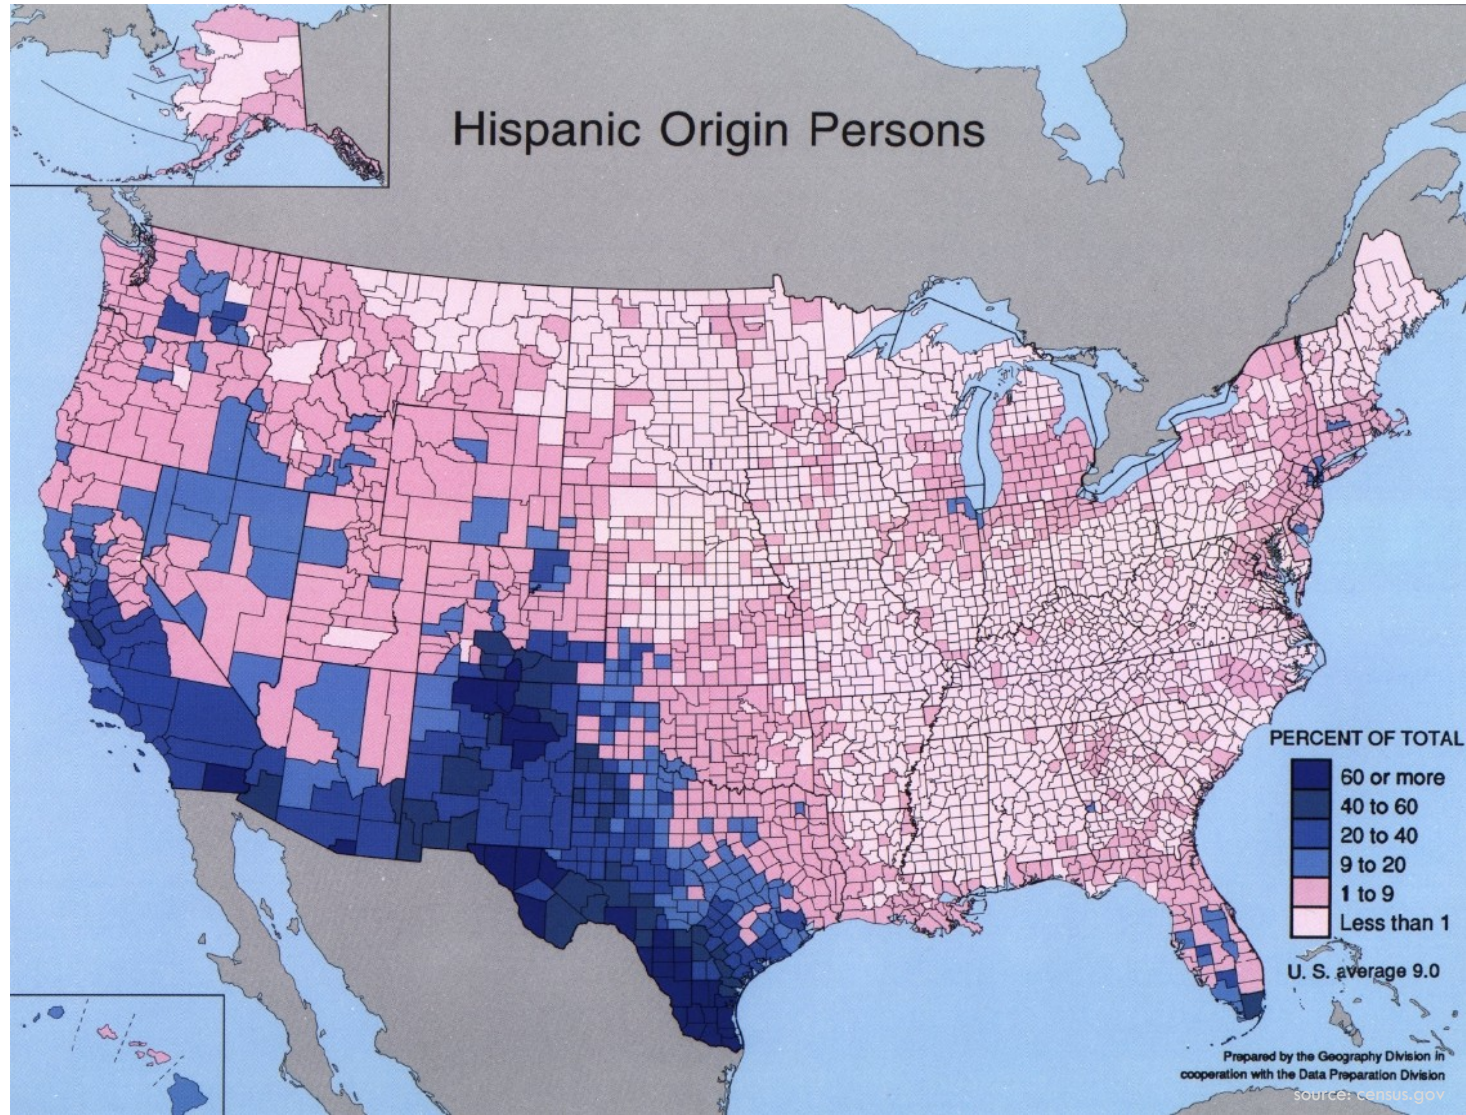 Hispanic Origin Persons
PERCENT OF TOTAL
60 or more
40 to 60
20 to 40
9 to 20
1 to 9
Less than 1
U. S. average 9.0
Prepared by the Geography Division in
cooperation with the Data Preparation Division
source: census.gov